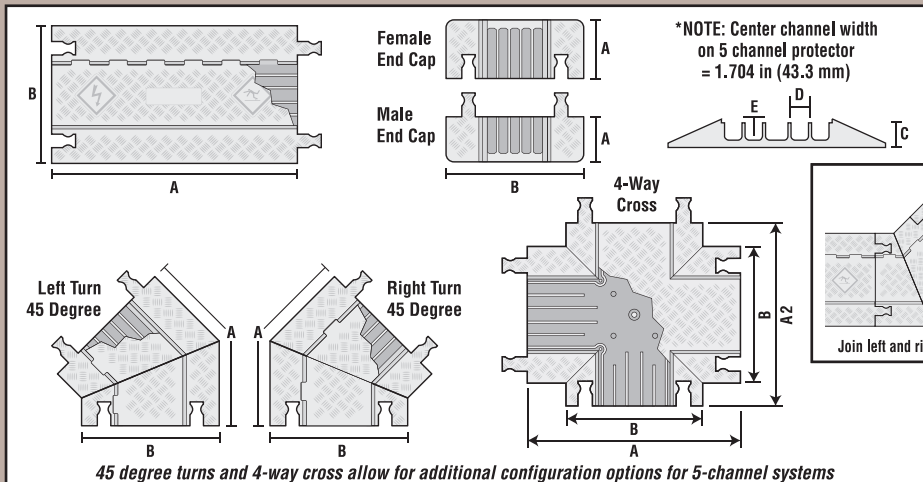 B
A
Female
End Cap
A
Male
End Cap
A
B
*NOTE: Center channel width
on 5 channel protector
= 1.704 in (43.3 mm)
E
D
C
4-Way
Cross
Left Turn
45 Degree
A
B
Right Turn
45 Degree
A
B
B
A2
B
A
Join left and ri
45 degree turns and 4-way cross allow for additional configuration options for 5-channel systems